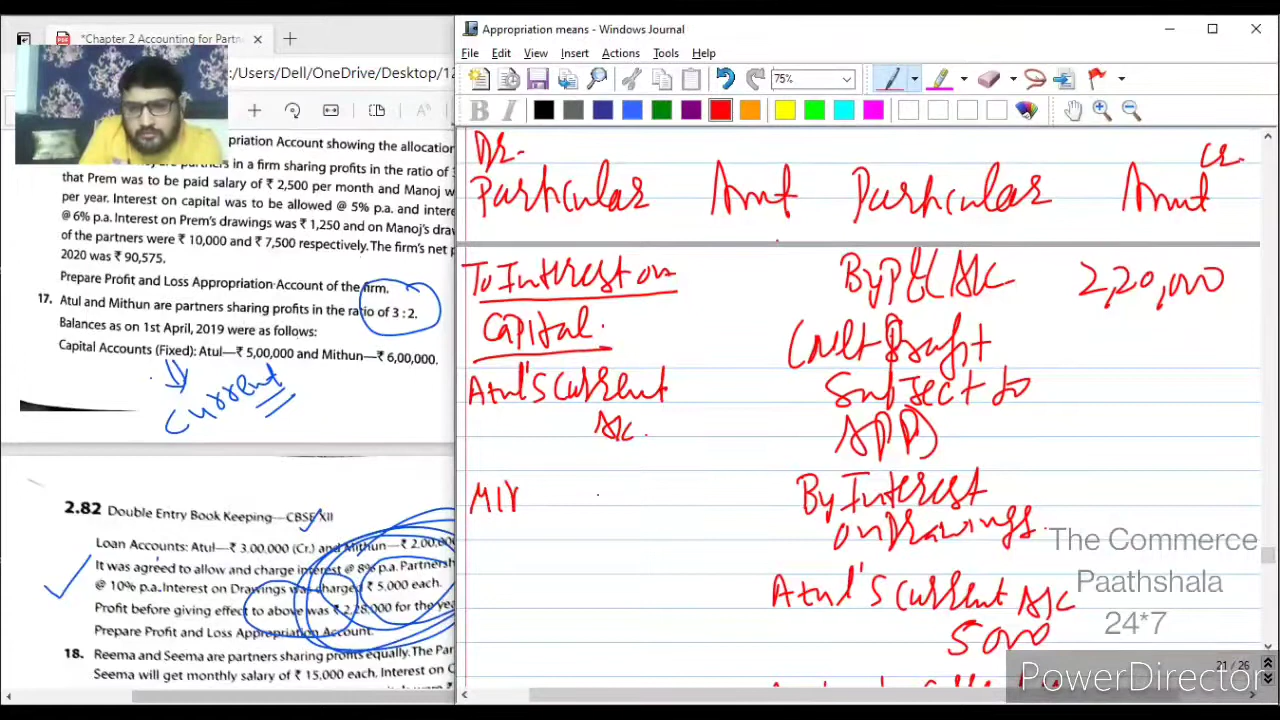 *Chapter 2 Accounting for Partn
:/Users/Dell/OneDrive/Desktop/12
priation Account showing the allocation
are partners in a firm sharing profits in the ratio of 3
that Prem was to be paid salary of ₹ 2,500 per month and Manoj w
per year. Interest on capital was to be allowed @ 5% p.a. and intere
@ 6% p.a. Interest on Prem's drawings was ₹ 1,250 and on Manoj's draw
of the partners were ₹ 10,000 and ₹ 7,500 respectively. The firm's net p
2020 was ₹ 90,575.
Prepare Profit and Loss Appropriation Account of the firm.
17. Atul and Mithun are partners sharing profits in the ratio of 3 : 2.
Balances as on 1st April, 2019 were as follows:
Capital Accounts (Fixed): Atul—₹ 5,00,000 and Mithun—₹ 6,00,000.
Current
2.82 Double Entry Book Keeping—CBSE XII
Loan Accounts: Atul—₹ 3,00,000 (Cr.) and Mithun—₹ 2,00,000
It was agreed to allow and charge interest @ 8% p.a. Partnersh
@ 10% p.a. Interest on Drawings was charged ₹ 5,000 each.
Profit before giving effect to above was ₹ 2,28,000 for the yea
Prepare Profit and Loss Appropriation Account.
18. Reema and Seema are partners sharing profits equally. The Par
Seema will get monthly salary of ₹ 15,000 each. Interest on C
Appropriation means - Windows Journal
File Edit View Insert Actions Tools Help
75%
B I
Dr. Cr.
Particular Amt Particular Amt
To Interest on By P&L A/c 2,20,000
Capital. (Net Profit
Atul's Current Subject to
A/c. APP)
MIY By Interest
on Drawings.
Atul's Current A/c
5000
The Commerce
Paathshala
24*7
21 / 26
PowerDirector